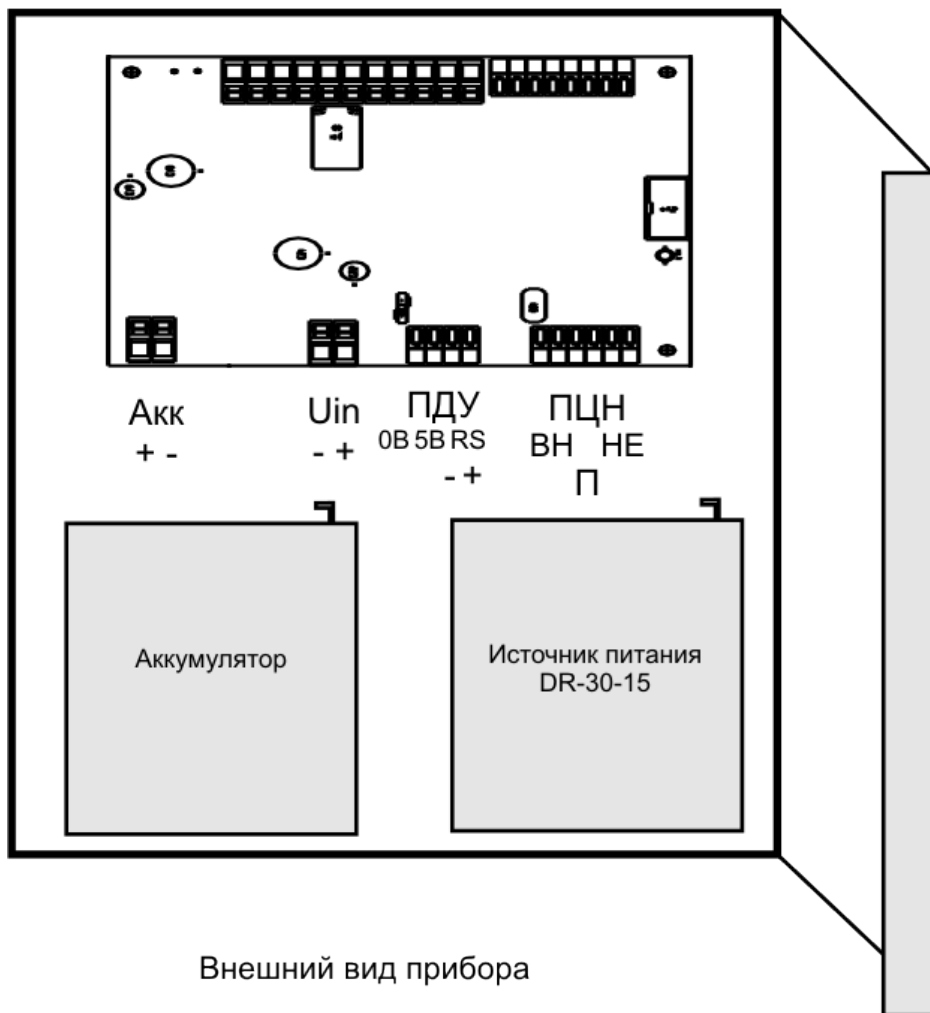 Акк
+ -
Uin
- +
ПДУ
0В 5В RS
- +
ПЦН
ВН НЕ
П
Аккумулятор
Источник питания
DR-30-15
Внешний вид прибора